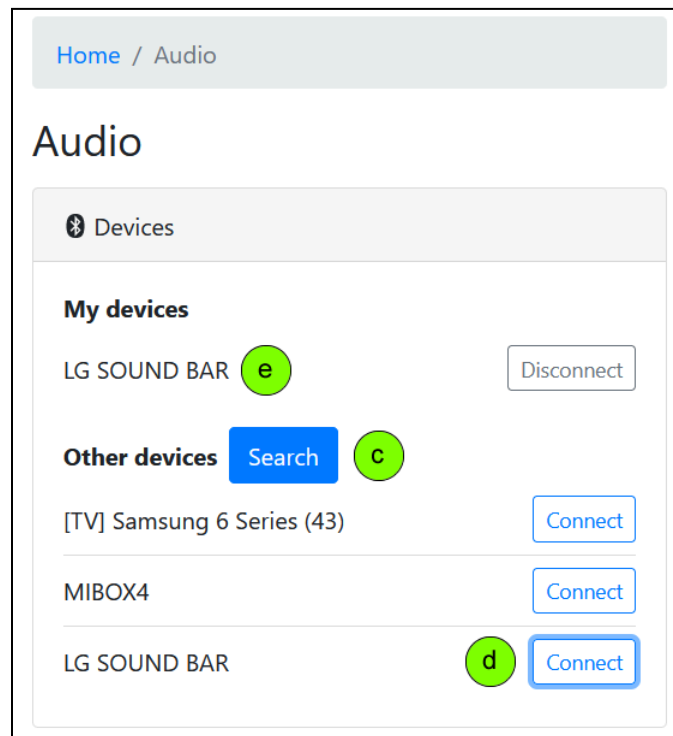 Home / Audio
Audio
Devices
My devices
LG SOUND BAR e Disconnect
Other devices Search c
[TV] Samsung 6 Series (43) Connect
MIBOX4 Connect
LG SOUND BAR d Connect